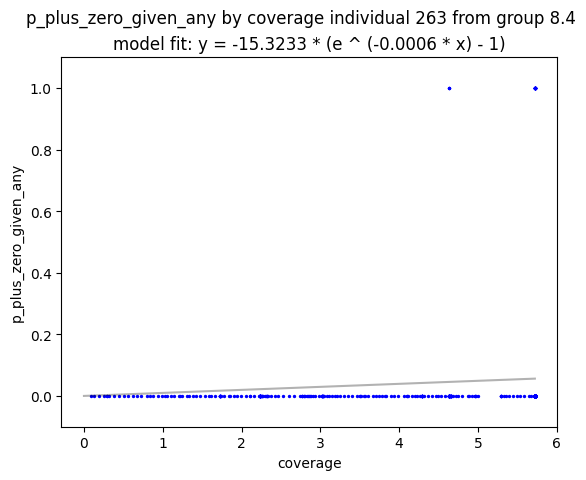 p_plus_zero_given_any by coverage individual 263 from group 8.4
model fit: y = -15.3233 * (e ^ (-0.0006 * x) - 1)
p_plus_zero_given_any
1.0
0.8
0.6
0.4
0.2
0.0
0 1 2 3 4 5 6
coverage